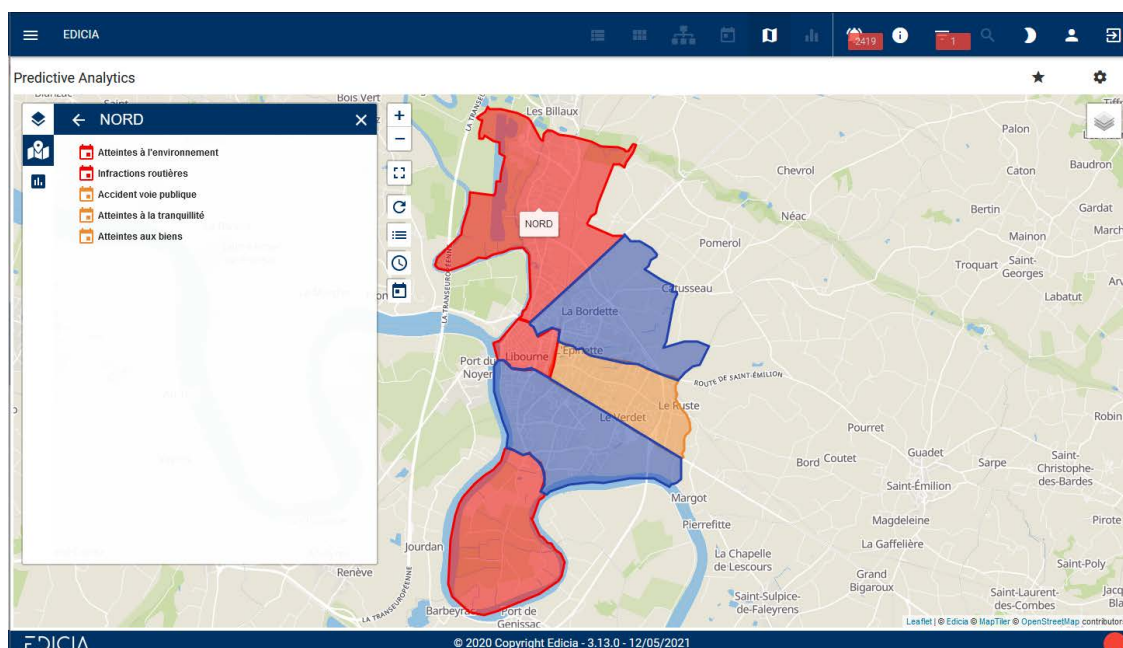 EDICIA
2419
1
Predictive Analytics
NORD
Atteintes à l'environnement
Infractions routières
Accident voie publique
Atteintes à la tranquillité
Atteintes aux biens
+
−
Bois Vert
Les Billaux
LA TRANSEUROPÉENNE
NORD
Palon
Chevrol
Caton
Baudron
Néac
Bertin
Gardat
Pomerol
Mainon
March
Troquart
Saint-
Georges
Catusseau
Labatut
La Bordette
Libourne
L'Epinette
Port du
Noyer
ROUTE DE SAINT-ÉMILION
Le Ruste
Le Verdet
Robin
Pourret
Bord
Coutet
Guadet
Sarpe
Saint-
Christophe-
des-Bardes
Saint-Émilion
Margot
Pierrefitte
Magdeleine
Pirote
La Gaffelière
Jourdan
La Chapelle
de Lescours
Saint-Poly
Renève
Grand
Bigaroux
LA TRANSEUROPÉENNE
Saint-Sulpice-
de-Faleyrens
Saint-Laurent-
des-Combes
Barbeyrac
Port de
Genissac
Leaflet | © Edicia © MapTiler © OpenStreetMap contributors
EDICIA
© 2020 Copyright Edicia - 3.13.0 - 12/05/2021